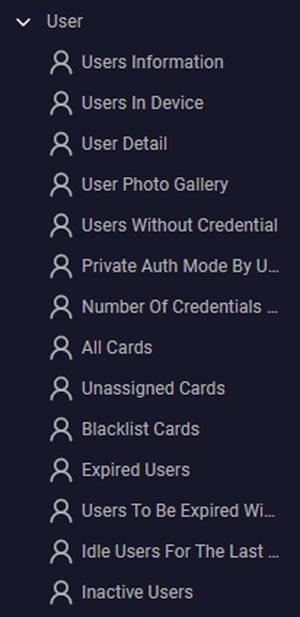 User
Users Information
Users In Device
User Detail
User Photo Gallery
Users Without Credential
Private Auth Mode By U...
Number Of Credentials ...
All Cards
Unassigned Cards
Blacklist Cards
Expired Users
Users To Be Expired Wi...
Idle Users For The Last ...
Inactive Users